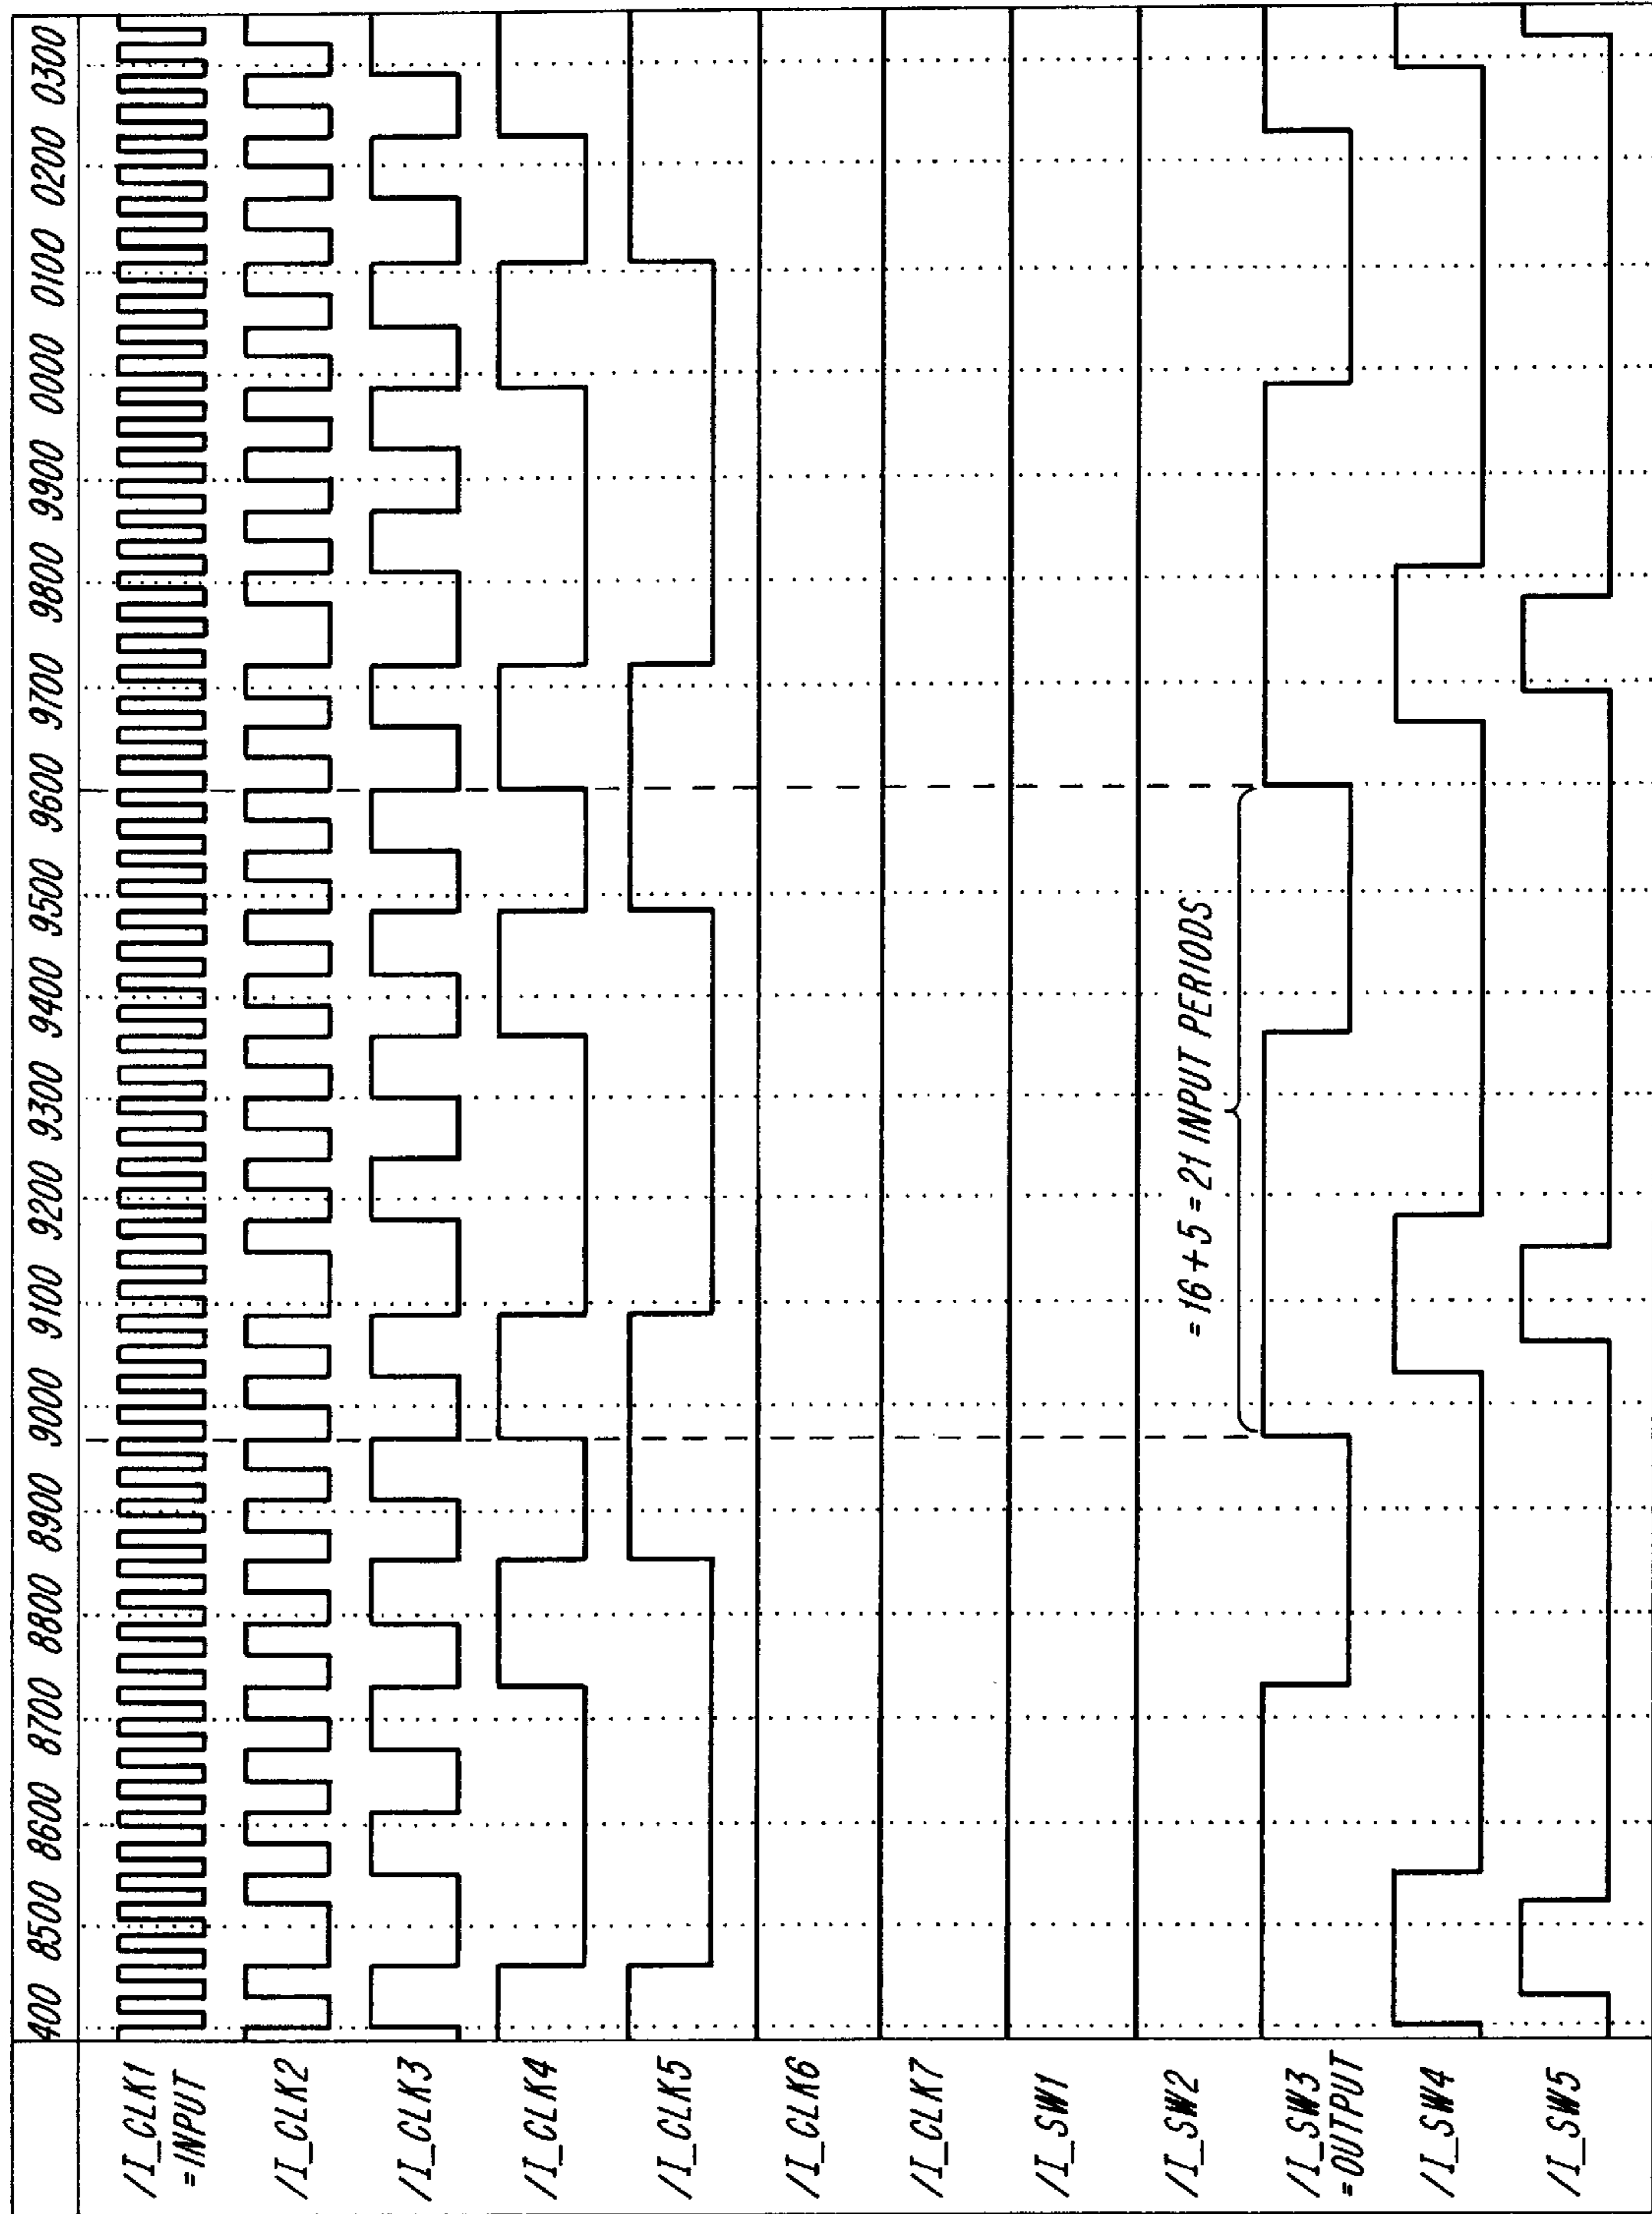 400 8500 8600 8700 8800 8900 9000 9100 9200 9300 9400 9500 9600 9700 9800 9900 0000 0100 0200 0300
/I_CLK1
=INPUT
/I_CLK2
/I_CLK3
/I_CLK4
/I_CLK5
/I_CLK6
/I_CLK7
/I_SW1
/I_SW2
= 16 + 5 = 21 INPUT PERIODS
/I_SW3
=OUTPUT
/I_SW4
/I_SW5